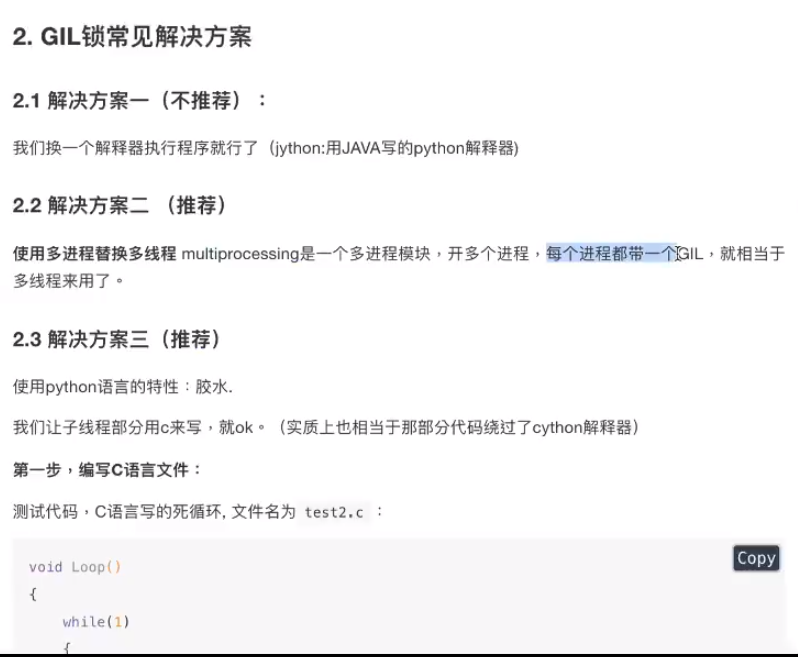 2. GIL锁常见解决方案
2.1 解决方案一（不推荐）：
我们换一个解释器执行程序就行了（jython:用JAVA写的python解释器)
2.2 解决方案二 （推荐）
使用多进程替换多线程 multiprocessing是一个多进程模块，开多个进程，每个进程都带一个GIL，就相当于
多线程来用了。
2.3 解决方案三（推荐）
使用python语言的特性：胶水.
我们让子线程部分用c来写，就ok。（实质上也相当于那部分代码绕过了cython解释器）
第一步，编写C语言文件：
测试代码，C语言写的死循环, 文件名为 test2.c ：
Copy
void Loop()
{
while(1)
{